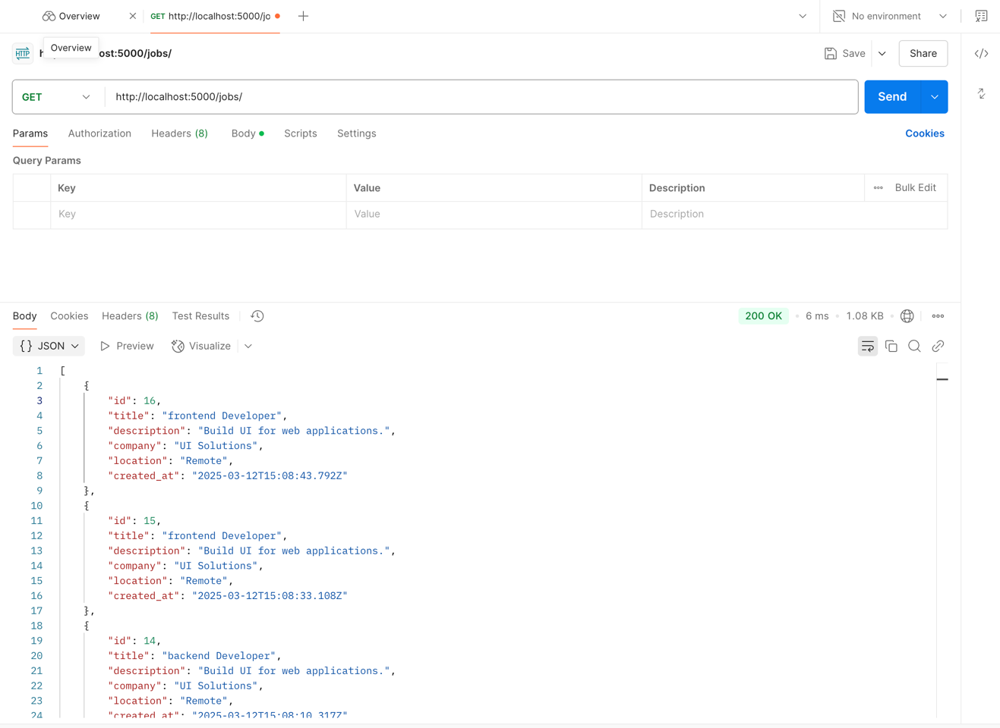 Overview
GET http://localhost:5000/jo
No environment
HTTP
Overview
ost:5000/jobs/
Save
Share
GET
http://localhost:5000/jobs/
Send
Params Authorization Headers (8) Body Scripts Settings Cookies
Query Params
Key Value Description Bulk Edit
Key Value Description
Body Cookies Headers (8) Test Results 200 OK 6 ms 1.08 KB
{} JSON Preview Visualize
1 [
2 {
3 "id": 16,
4 "title": "frontend Developer",
5 "description": "Build UI for web applications.",
6 "company": "UI Solutions",
7 "location": "Remote",
8 "created_at": "2025-03-12T15:08:43.792Z"
9 },
10 {
11 "id": 15,
12 "title": "frontend Developer",
13 "description": "Build UI for web applications.",
14 "company": "UI Solutions",
15 "location": "Remote",
16 "created_at": "2025-03-12T15:08:33.108Z"
17 },
18 {
19 "id": 14,
20 "title": "backend Developer",
21 "description": "Build UI for web applications.",
22 "company": "UI Solutions",
23 "location": "Remote",
24 "created_at": "2025-03-12T15:08:10.317Z"